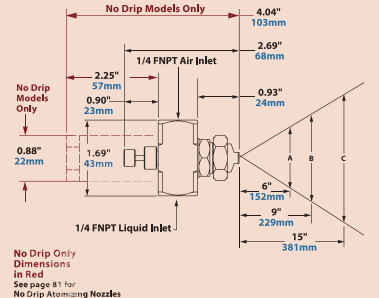 No Drip Models Only
4.04"
103mm
2.69"
68mm
1/4 FNPT Air Inlet
2.25"
57mm
No Drip
Models
Only
0.90"
23mm
0.93"
24mm
0.88"
22mm
1.69"
43mm
A
B
C
6"
152mm
9"
229mm
1/4 FNPT Liquid Inlet
15"
381mm
No Drip Only
Dimensions
in Red
See page 81 for
No Drip Atomizing Nozzles